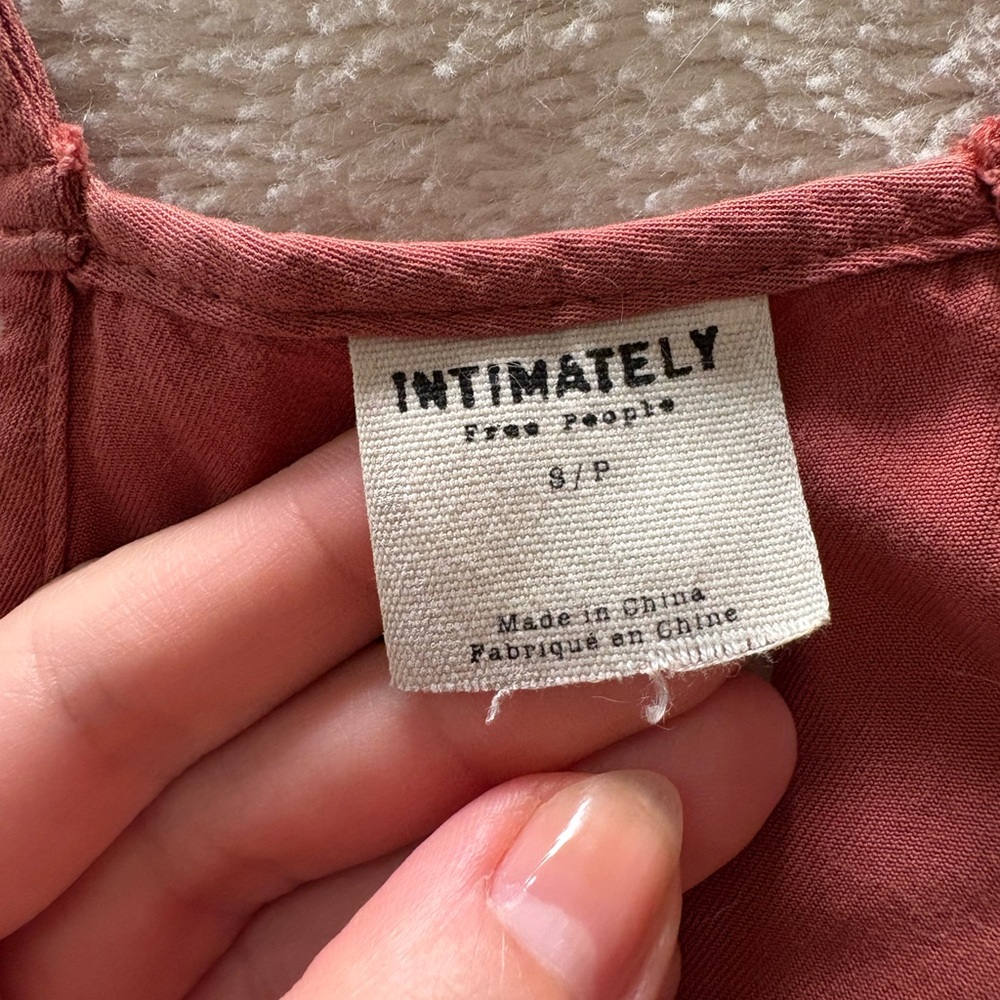 INTIMATELY
Free People
S/P
Made in China
Fabriqué en Chine